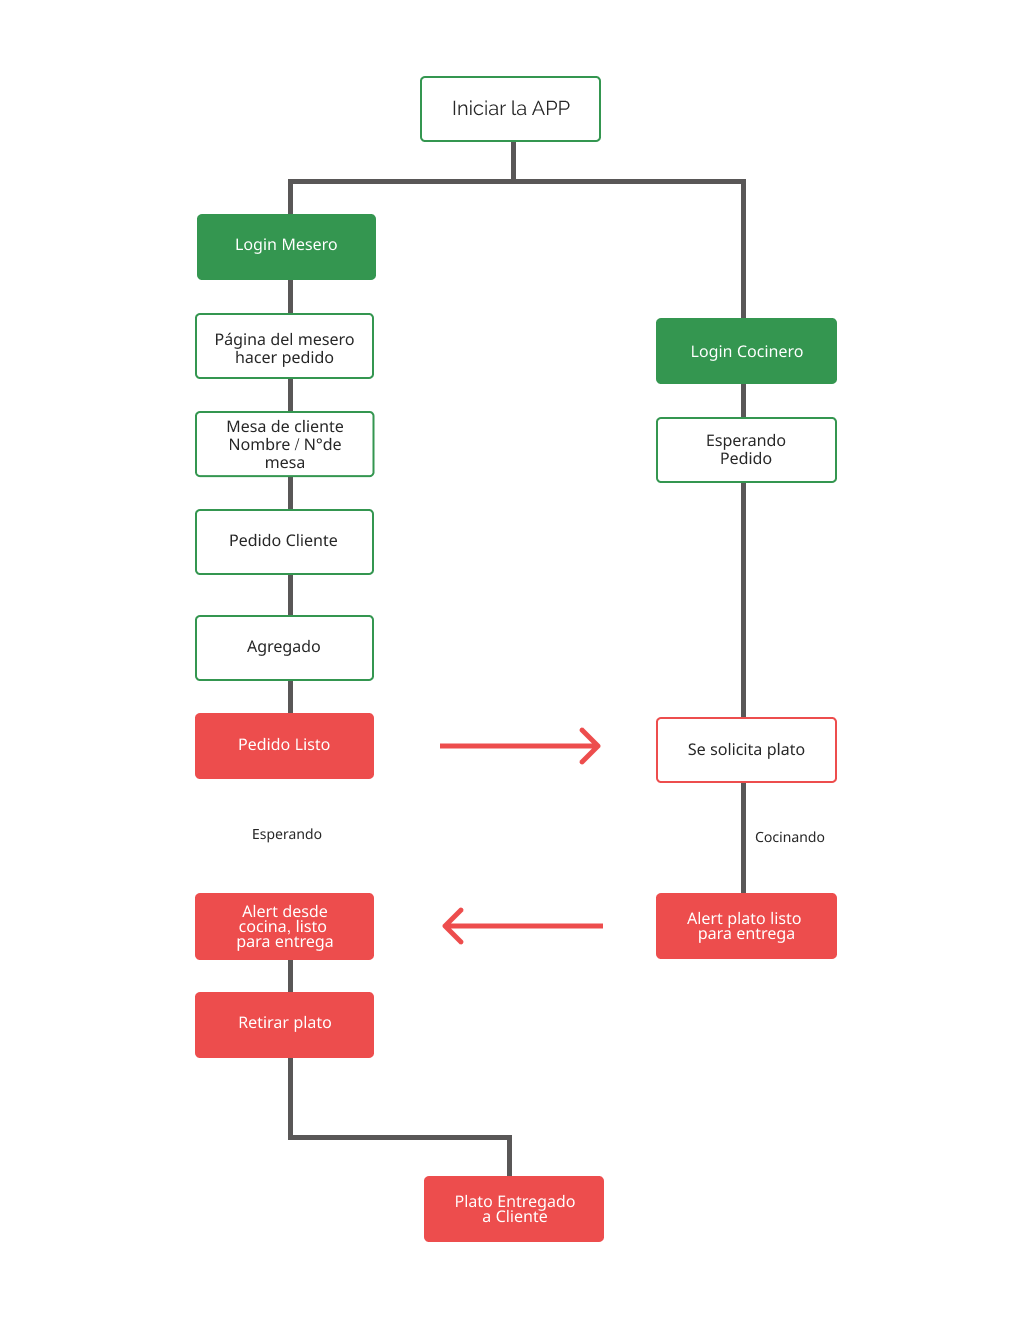 Iniciar la APP
Login Mesero
Página del mesero
hacer pedido
Mesa de cliente
Nombre / N°de
mesa
Pedido Cliente
Agregado
Pedido Listo
Esperando
Alert desde
cocina, listo
para entrega
Retirar plato
Login Cocinero
Esperando
Pedido
Se solicita plato
Cocinando
Alert plato listo
para entrega
Plato Entregado
a Cliente